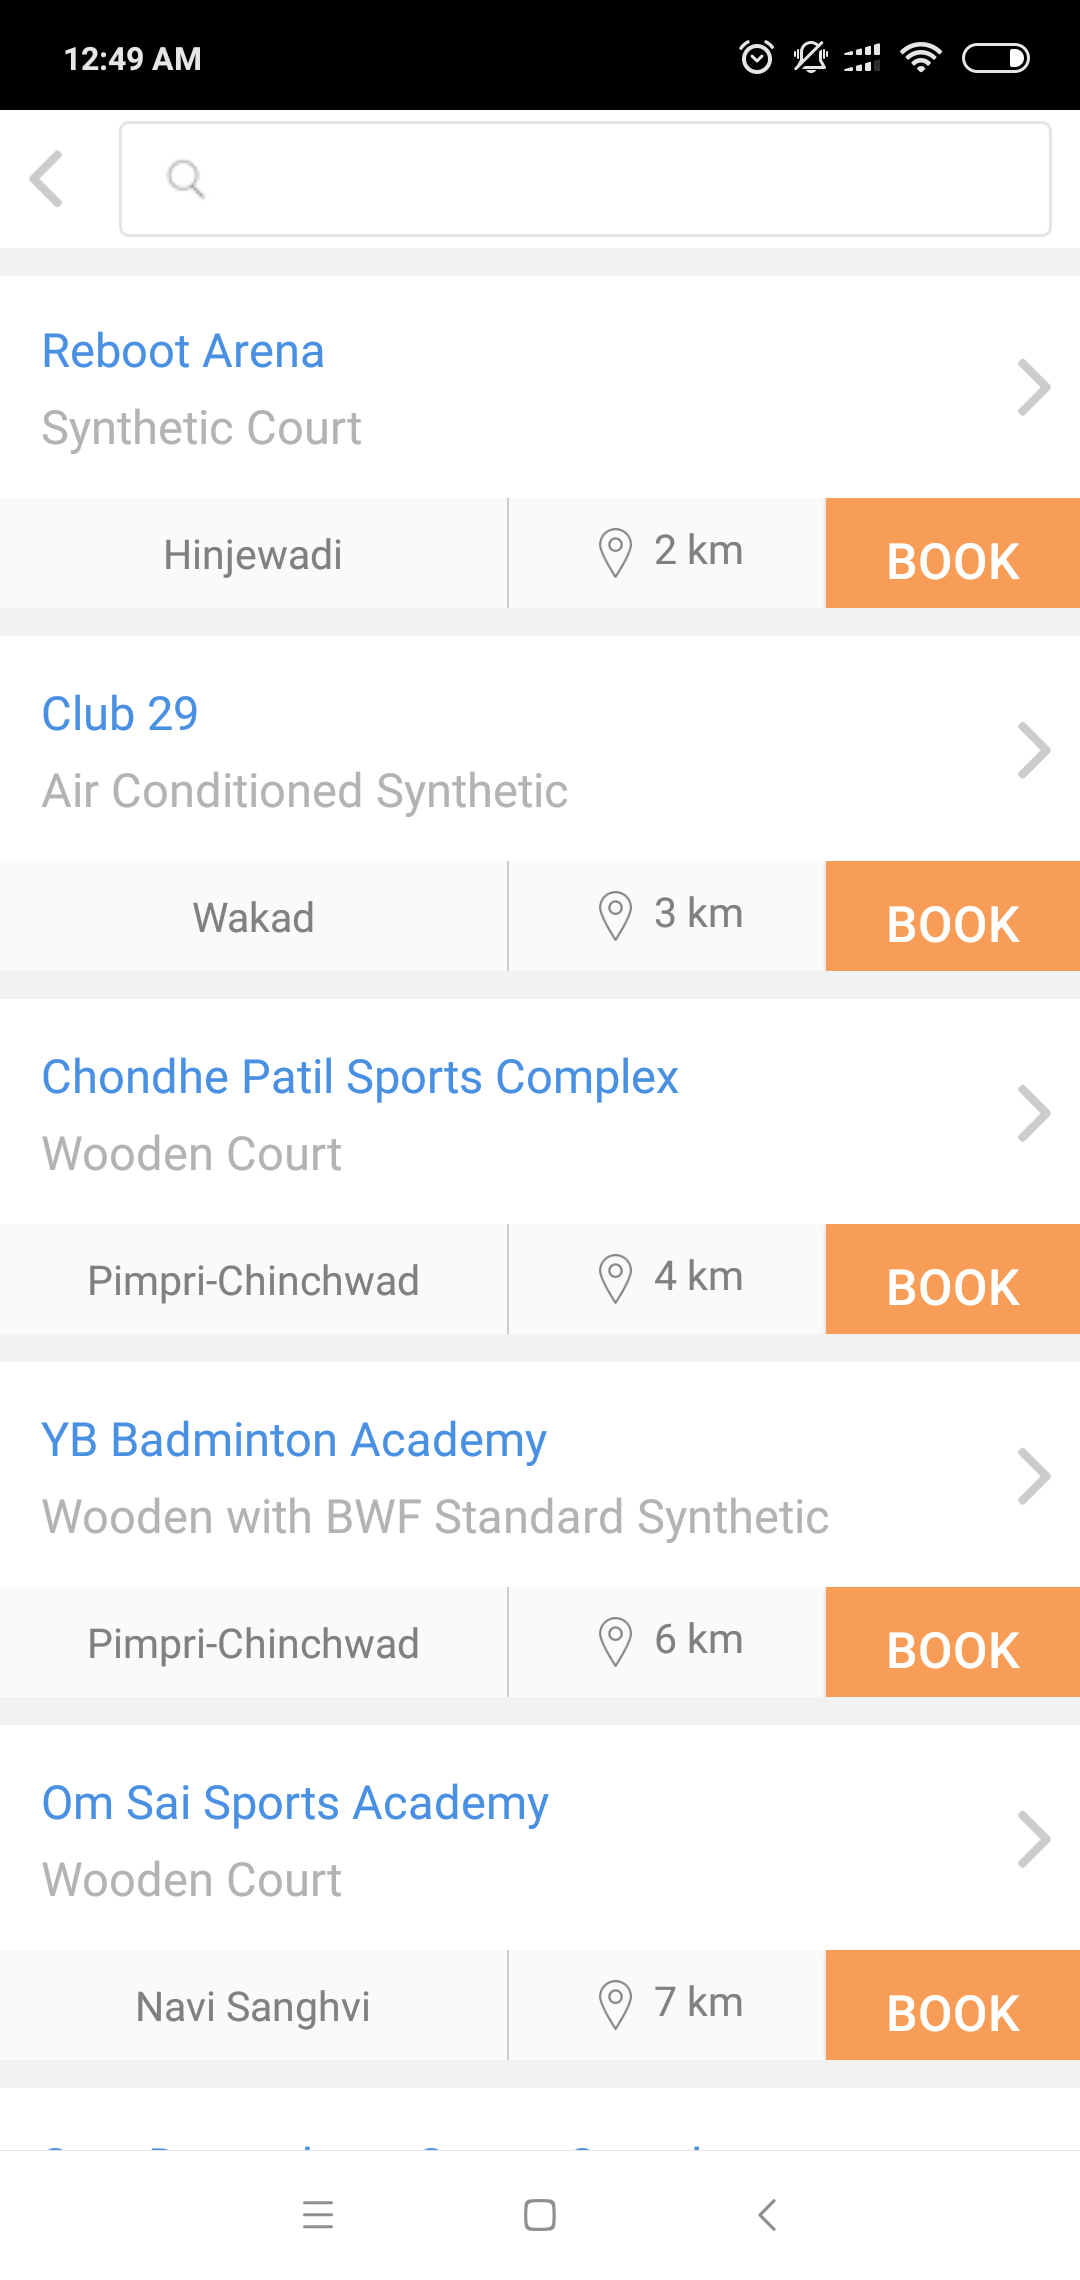 12:49 AM
Reboot Arena
Synthetic Court
Hinjewadi
2 km
BOOK
Club 29
Air Conditioned Synthetic
Wakad
3 km
BOOK
Chondhe Patil Sports Complex
Wooden Court
Pimpri-Chinchwad
4 km
BOOK
YB Badminton Academy
Wooden with BWF Standard Synthetic
Pimpri-Chinchwad
6 km
BOOK
Om Sai Sports Academy
Wooden Court
Navi Sanghvi
7 km
BOOK